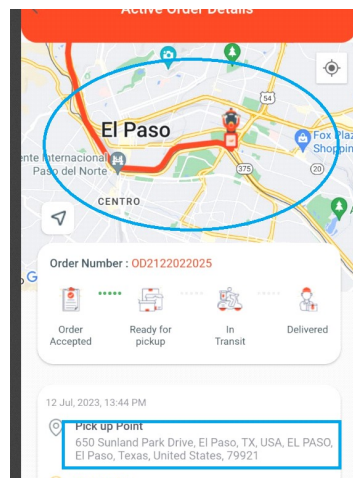 Active Order Details
El Paso
54
Fox Plaz
Shoppin
ente Internacional
Paso del Norte
375
20
CENTRO
G
Order Number : OD2122022025
Order Accepted
Ready for pickup
In Transit
Delivered
12 Jul, 2023, 13:44 PM
Pick up Point
650 Sunland Park Drive, El Paso, TX, USA, EL PASO,
El Paso, Texas, United States, 79921